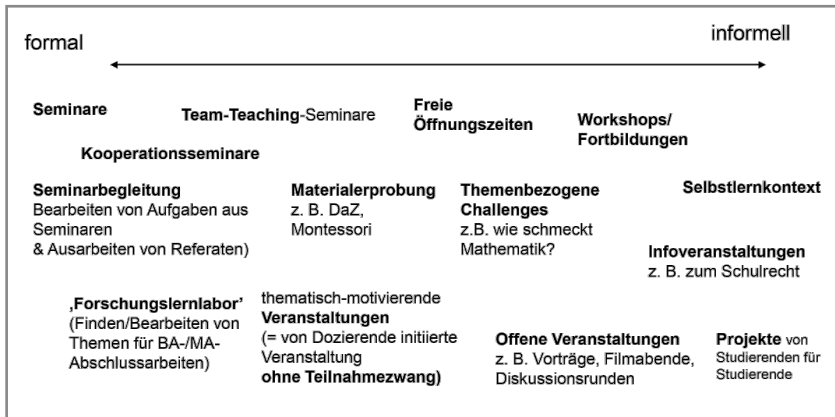 formal
informell
Seminare
Team-Teaching-Seminare
Freie
Öffnungszeiten
Workshops/
Fortbildungen
Kooperationsseminare
Seminarbegleitung
Bearbeiten von Aufgaben aus
Seminaren
& Ausarbeiten von Referaten)
Materialerprobung
z. B. DaZ,
Montessori
Themenbezogene
Challenges
z.B. wie schmeckt
Mathematik?
Selbstlernkontext
Infoveranstaltungen
z. B. zum Schulrecht
‚Forschungslernlabor’
(Finden/Bearbeiten von
Themen für BA-/MA-
Abschlussarbeiten)
thematisch-motivierende
Veranstaltungen
(= von Dozierende initiierte
Veranstaltung
ohne Teilnahmezwang)
Offene Veranstaltungen
z. B. Vorträge, Filmabende,
Diskussionsrunden
Projekte von
Studierenden für
Studierende